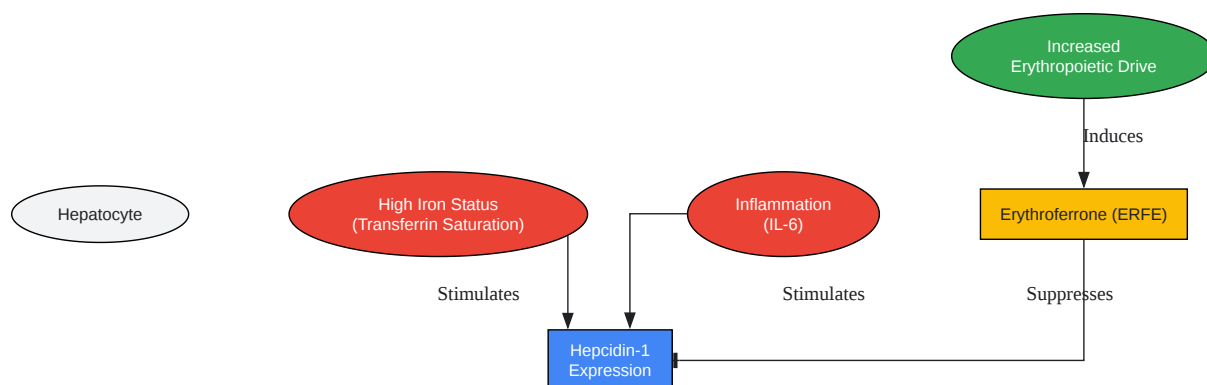 Increased
Erythropoietic Drive
Induces
Hepatocyte
High Iron Status
(Transferrin Saturation)
Inflammation
(IL-6)
Erythroferrone (ERFE)
Stimulates
Stimulates
Suppresses
Hepcidin-1
Expression